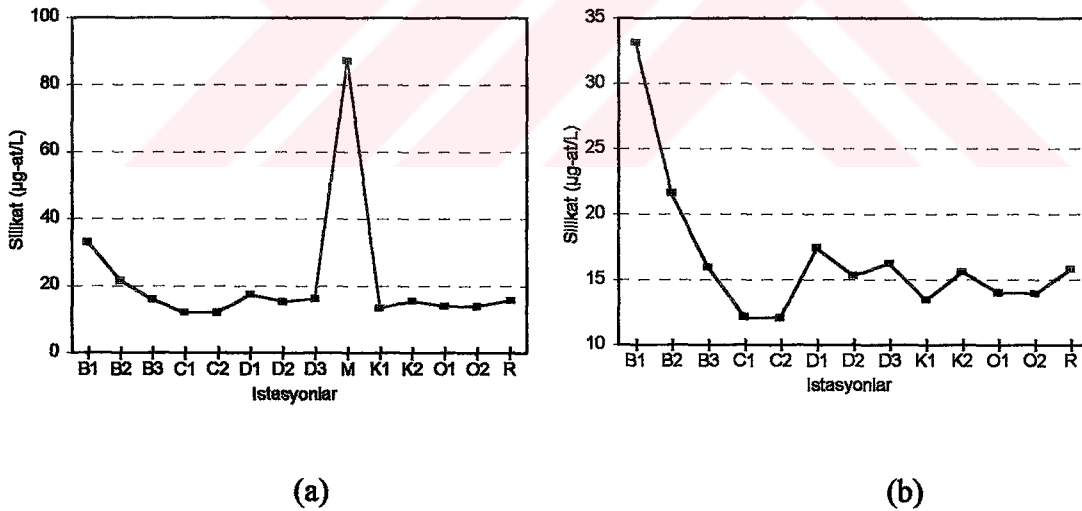 100
80
60
40
20
0
Silikat (µg-at/L)
B1 B2 B3 C1 C2 D1 D2 D3 M K1 K2 O1 O2 R
Istasyonlar
(a)
35
30
25
20
15
10
Silikat (µg-at/L)
B1 B2 B3 C1 C2 D1 D2 D3 K1 K2 O1 O2 R
Istasyonlar
(b)